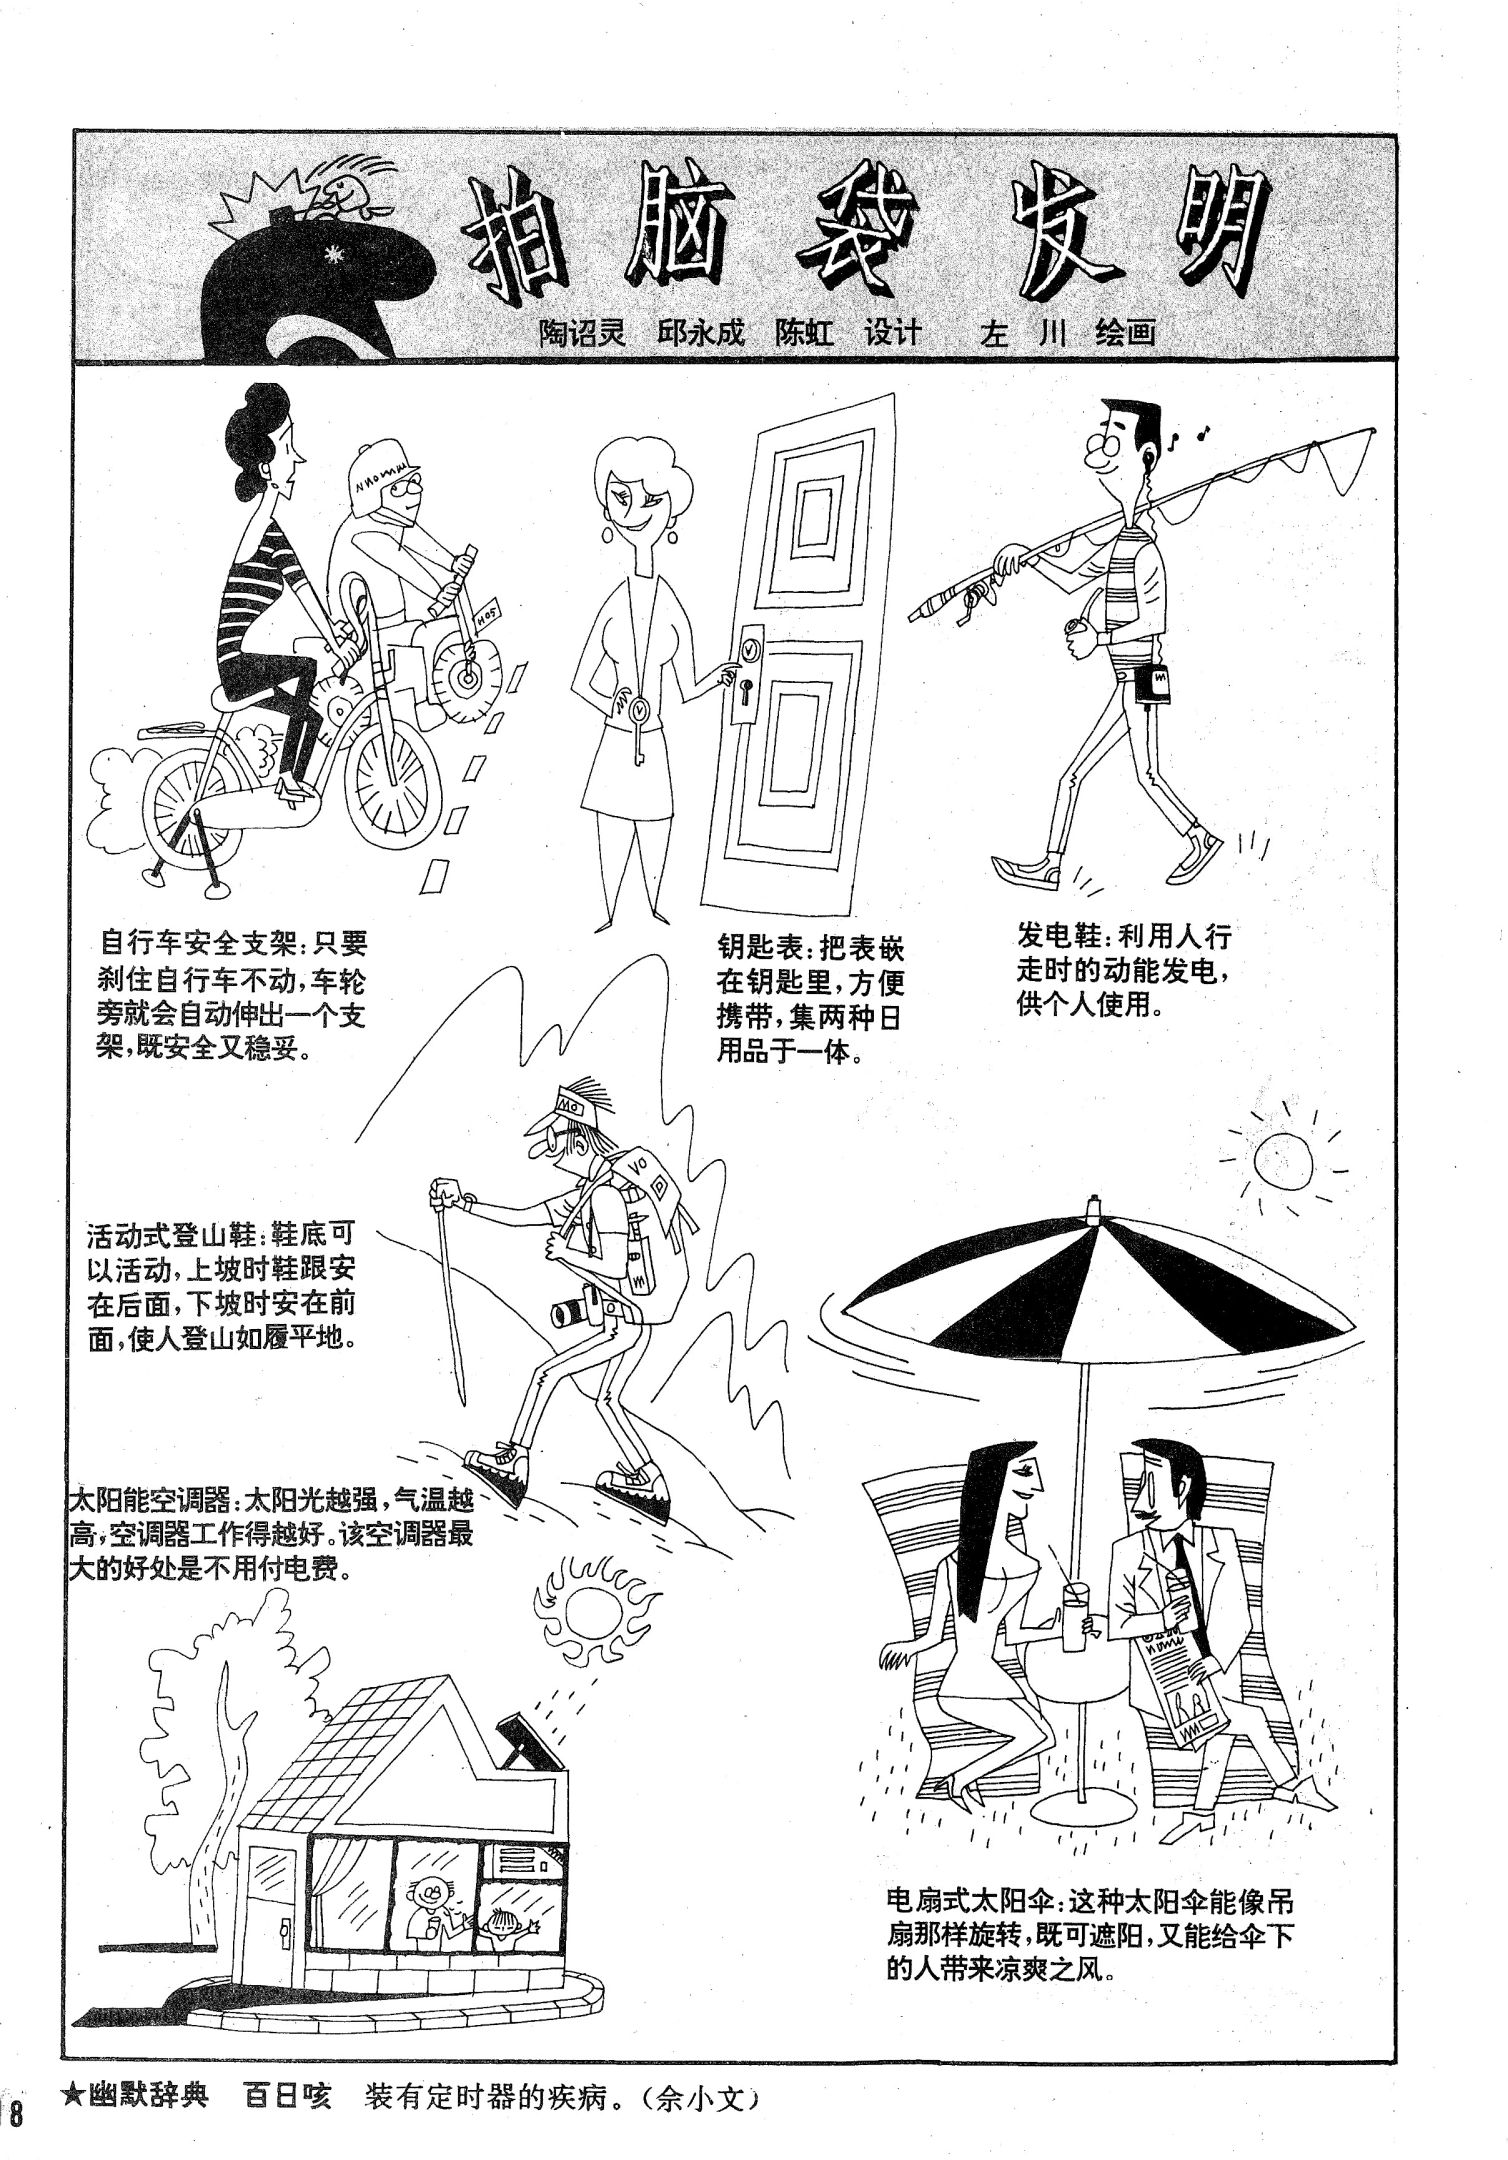 拍脑袋发明
陶诏灵 邱永成 陈虹 设计 左川 绘画
Nnomm
H05
自行车安全支架:只要
刹住自行车不动,车轮
旁就会自动伸出一个支
架,既安全又稳妥。
钥匙表:把表嵌
在钥匙里,方便
携带,集两种日
用品于一体。
发电鞋:利用人行
走时的动能发电,
供个人使用。
MO
VO
活动式登山鞋:鞋底可
以活动,上坡时鞋跟安
在后面,下坡时安在前
面,使人登山如履平地。
太阳能空调器:太阳光越强,气温越
高,空调器工作得越好。该空调器最
大的好处是不用付电费。
电扇式太阳伞:这种太阳伞能像吊
扇那样旋转,既可遮阳,又能给伞下
的人带来凉爽之风。
★幽默辞典 百日咳 装有定时器的疾病。(余小文)
8